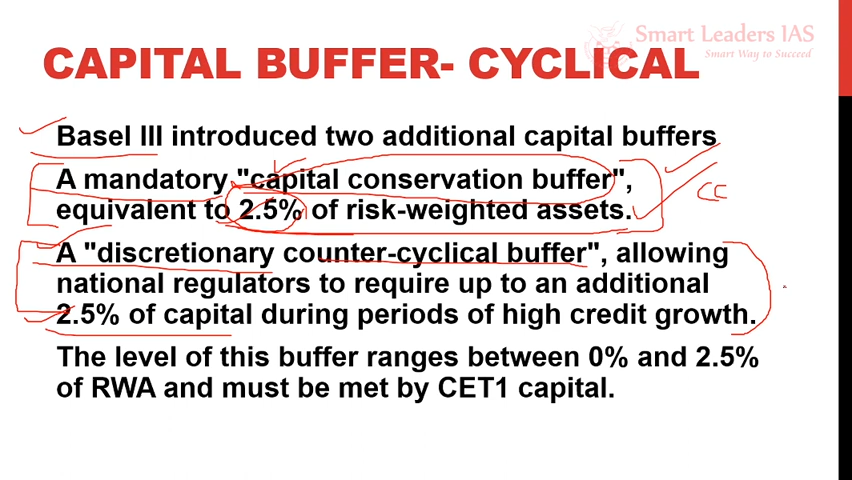 Smart Leaders IAS
Smart Way to Succeed
CAPITAL BUFFER- CYCLICAL
Basel III introduced two additional capital buffers
A mandatory "capital conservation buffer",
equivalent to 2.5% of risk-weighted assets.
CC
A "discretionary counter-cyclical buffer", allowing
national regulators to require up to an additional
2.5% of capital during periods of high credit growth.
The level of this buffer ranges between 0% and 2.5%
of RWA and must be met by CET1 capital.